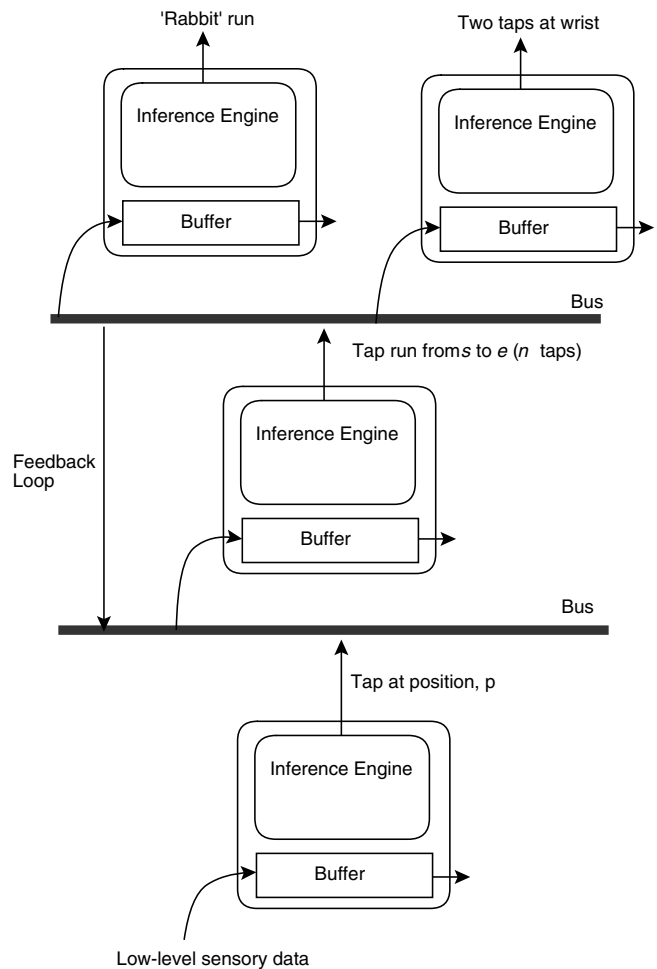 'Rabbit' run
Two taps at wrist
Inference Engine
Inference Engine
Buffer
Buffer
Bus
Tap run froms to e (n taps)
Inference Engine
Feedback
Loop
Buffer
Bus
Tap at position, p
Inference Engine
Buffer
Low-level sensory data